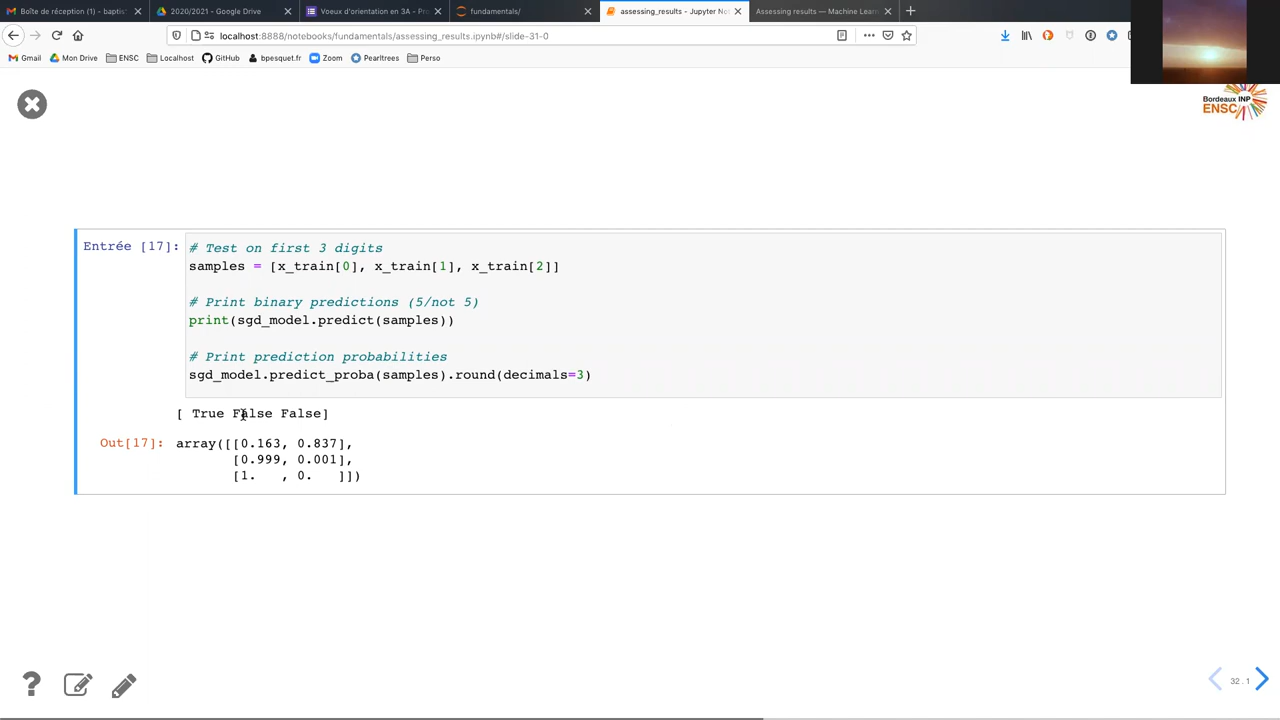 Boîte de réception (1) - baptis
2020/2021 - Google Drive
Voeux d'orientation en 3A - Pr
fundamentals/
assessing_results - Jupyter No
Assessing results — Machine Learn
localhost:8888/notebooks/fundamentals/assessing_results.ipynb#/slide-31-0
Gmail
Mon Drive
ENSC
Localhost
GitHub
bpesquet.fr
Zoom
Pearltrees
Perso
Bordeaux INP
ENSC
Entrée [17]:
# Test on first 3 digits
samples = [x_train[0], x_train[1], x_train[2]]
# Print binary predictions (5/not 5)
print(sgd_model.predict(samples))
# Print prediction probabilities
sgd_model.predict_proba(samples).round(decimals=3)
[ True False False]
Out[17]:
array([[0.163, 0.837],
[0.999, 0.001],
[1.   , 0.   ]])
?
32.1